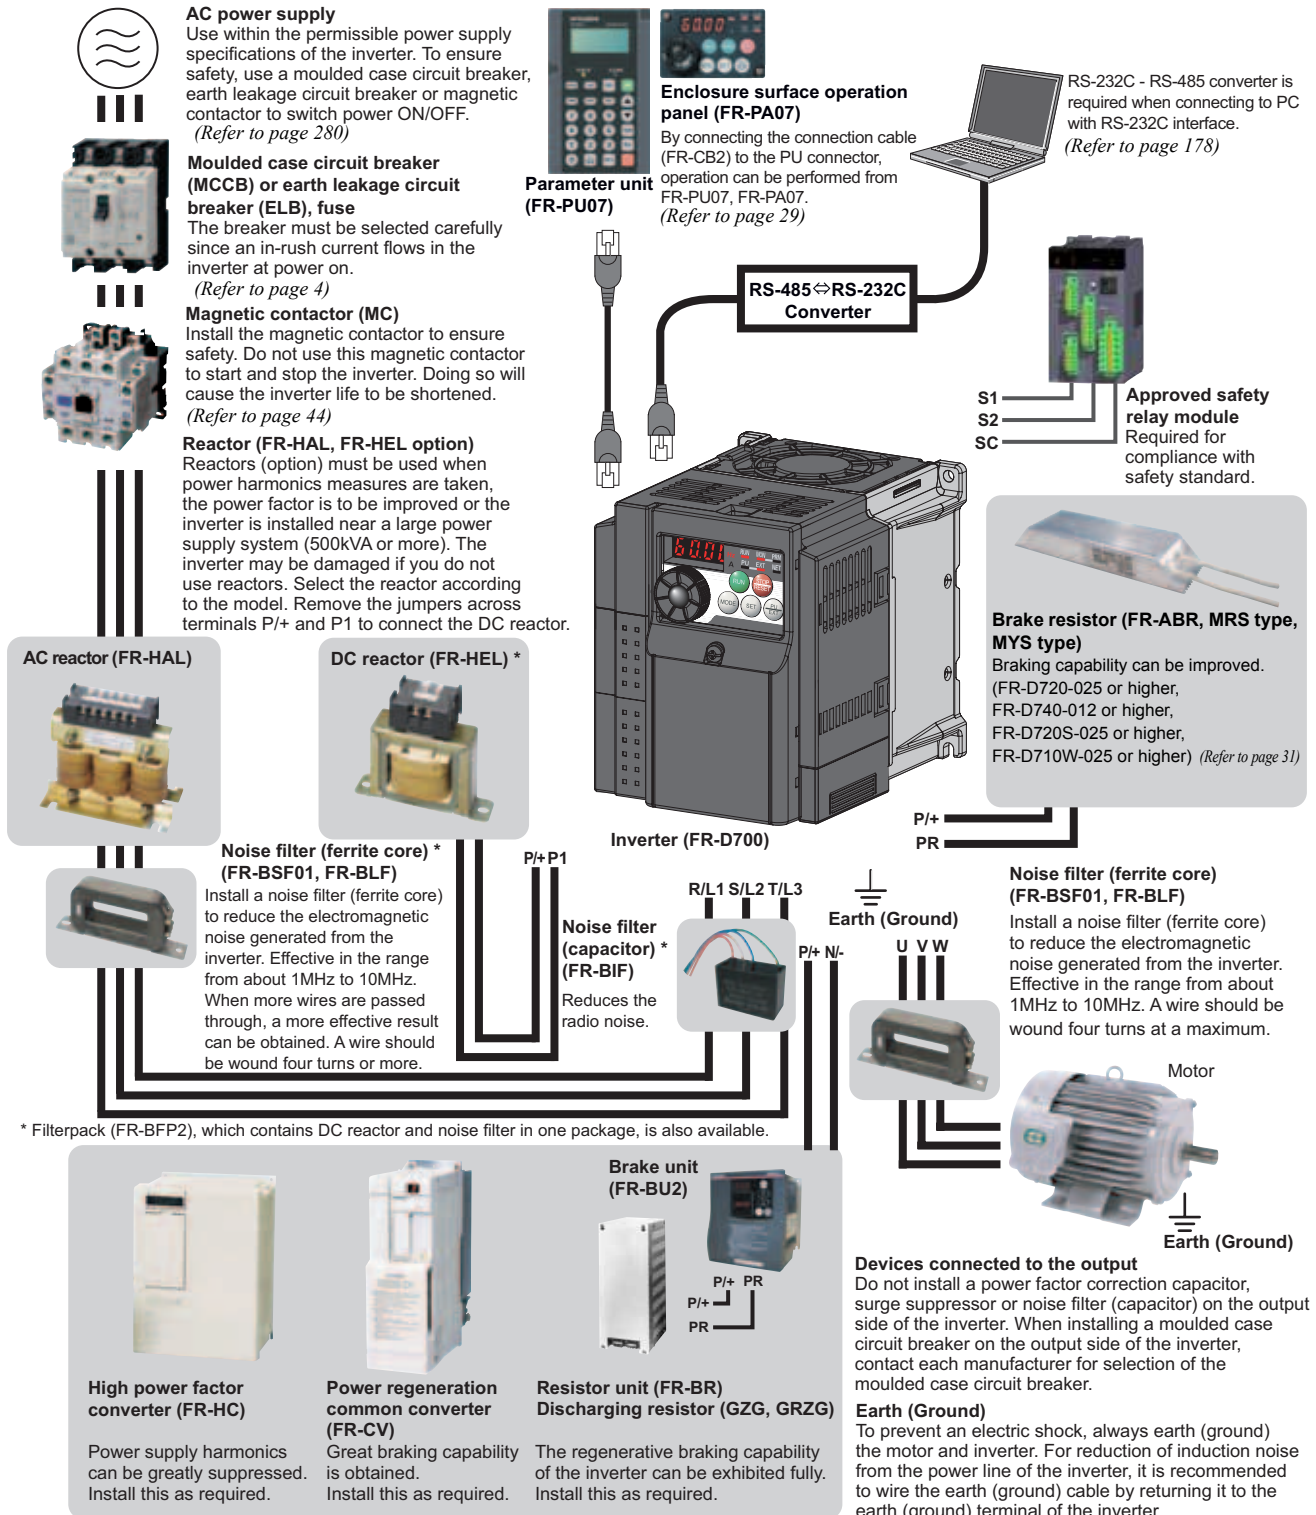 AC power supply
Use within the permissible power supply
specifications of the inverter. To ensure
safety, use a moulded case circuit breaker,
earth leakage circuit breaker or magnetic
contactor to switch power ON/OFF.
(Refer to page 280)
Moulded case circuit breaker
(MCCB) or earth leakage circuit
breaker (ELB), fuse
The breaker must be selected carefully
since an in-rush current flows in the
inverter at power on.
(Refer to page 4)
Magnetic contactor (MC)
Install the magnetic contactor to ensure
safety. Do not use this magnetic contactor
to start and stop the inverter. Doing so will
cause the inverter life to be shortened.
(Refer to page 44)
Reactor (FR-HAL, FR-HEL option)
Reactors (option) must be used when
power harmonics measures are taken,
the power factor is to be improved or the
inverter is installed near a large power
supply system (500kVA or more). The
inverter may be damaged if you do not
use reactors. Select the reactor according
to the model. Remove the jumpers across
terminals P/+ and P1 to connect the DC reactor.
Parameter unit
(FR-PU07)
Enclosure surface operation
panel (FR-PA07)
By connecting the connection cable
(FR-CB2) to the PU connector,
operation can be performed from
FR-PU07, FR-PA07.
(Refer to page 29)
RS-232C - RS-485 converter is
required when connecting to PC
with RS-232C interface.
(Refer to page 178)
RS-485⇔RS-232C
Converter
S1
S2
SC
Approved safety
relay module
Required for
compliance with
safety standard.
RUN MON PRM
PU EXT NET
A
RUN
STOP
RESET
MODE
SET
PU
EXT
Inverter (FR-D700)
Brake resistor (FR-ABR, MRS type,
MYS type)
Braking capability can be improved.
(FR-D720-025 or higher,
FR-D740-012 or higher,
FR-D720S-025 or higher,
FR-D710W-025 or higher) (Refer to page 31)
P/+
PR
AC reactor (FR-HAL)
DC reactor (FR-HEL) *
Noise filter (ferrite core) *
(FR-BSF01, FR-BLF)
Install a noise filter (ferrite core)
to reduce the electromagnetic
noise generated from the
inverter. Effective in the range
from about 1MHz to 10MHz.
When more wires are passed
through, a more effective result
can be obtained. A wire should
be wound four turns or more.
P/+ P1
Noise filter
(capacitor) *
(FR-BIF)
Reduces the
radio noise.
R/L1 S/L2 T/L3
P/+ N/-
Earth (Ground)
U V W
Noise filter (ferrite core)
(FR-BSF01, FR-BLF)
Install a noise filter (ferrite core)
to reduce the electromagnetic
noise generated from the inverter.
Effective in the range from about
1MHz to 10MHz. A wire should be
wound four turns at a maximum.
Motor
Earth (Ground)
* Filterpack (FR-BFP2), which contains DC reactor and noise filter in one package, is also available.
Brake unit
(FR-BU2)
P/+ PR
P/+
PR
High power factor
converter (FR-HC)
Power supply harmonics
can be greatly suppressed.
Install this as required.
Power regeneration
common converter
(FR-CV)
Great braking capability
is obtained.
Install this as required.
Resistor unit (FR-BR)
Discharging resistor (GZG, GRZG)
The regenerative braking capability
of the inverter can be exhibited fully.
Install this as required.
Devices connected to the output
Do not install a power factor correction capacitor,
surge suppressor or noise filter (capacitor) on the output
side of the inverter. When installing a moulded case
circuit breaker on the output side of the inverter,
contact each manufacturer for selection of the
moulded case circuit breaker.
Earth (Ground)
To prevent an electric shock, always earth (ground)
the motor and inverter. For reduction of induction noise
from the power line of the inverter, it is recommended
to wire the earth (ground) cable by returning it to the
earth (ground) terminal of the inverter.